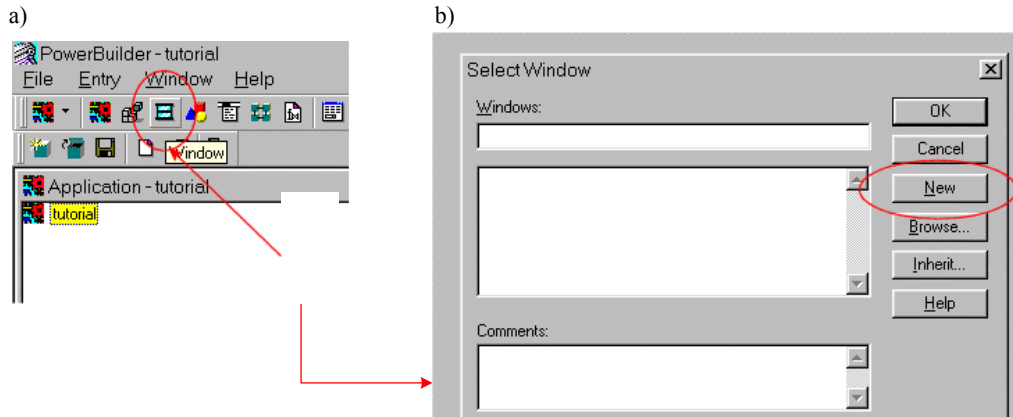 a)
PowerBuilder - tutorial
File Entry Window Help
Window
Application - tutorial
tutorial
b)
Select Window
Windows:
OK
Cancel
New
Browse...
Inherit...
Help
Comments: